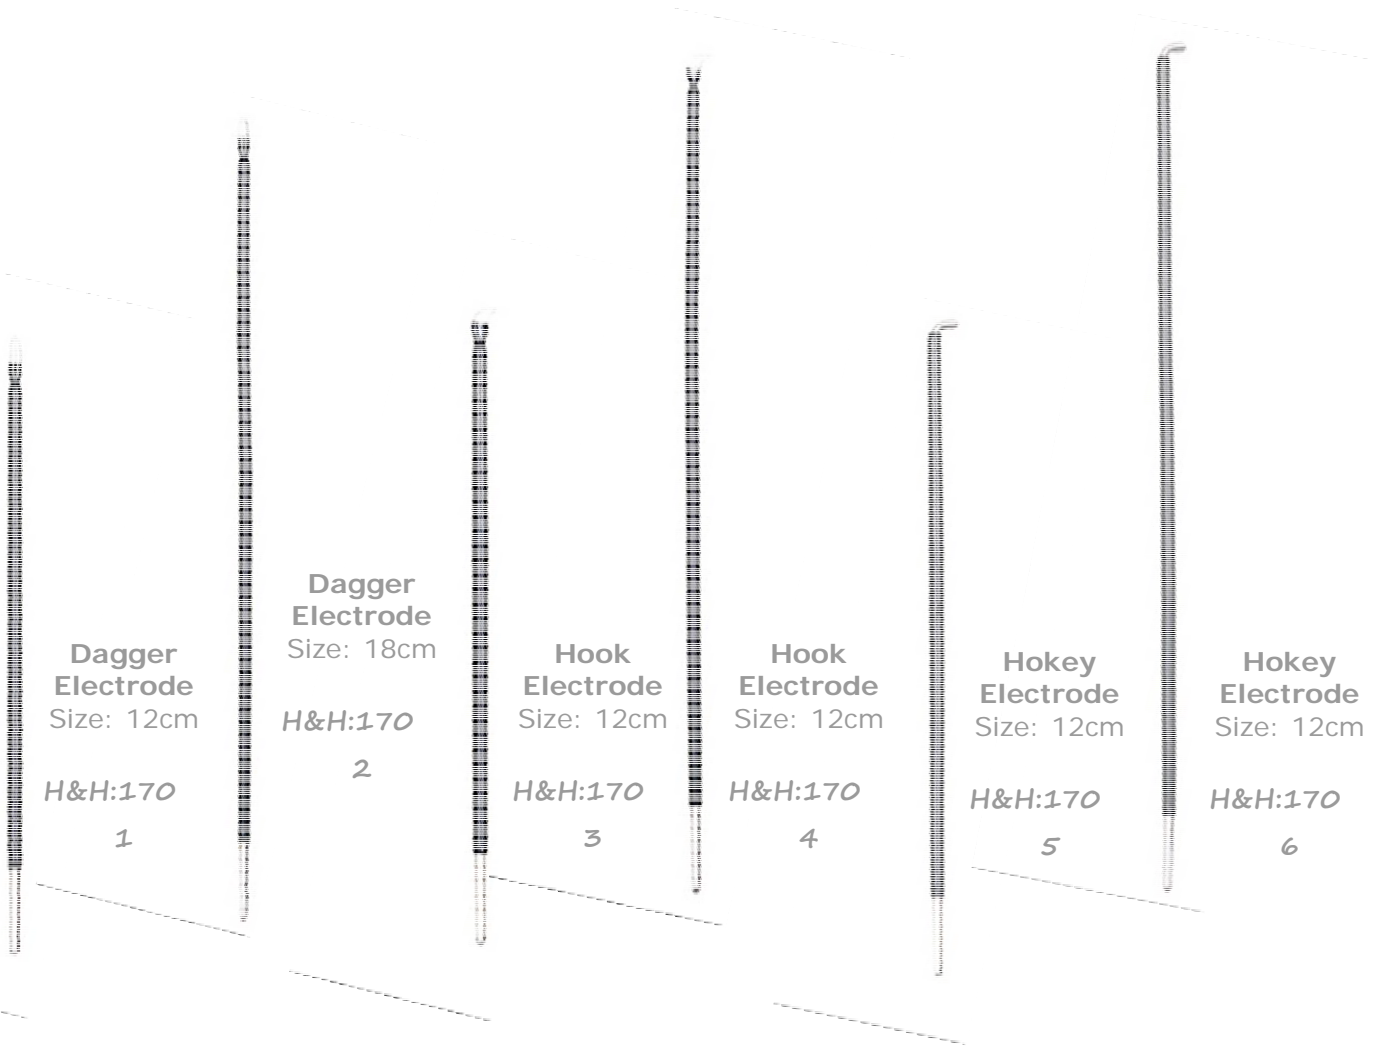 Dagger
Electrode
Size: 12cm
H&H:170
1
Dagger
Electrode
Size: 18cm
H&H:170
2
Hook
Electrode
Size: 12cm
H&H:170
3
Hook
Electrode
Size: 12cm
H&H:170
4
Hokey
Electrode
Size: 12cm
H&H:170
5
Hokey
Electrode
Size: 12cm
H&H:170
6